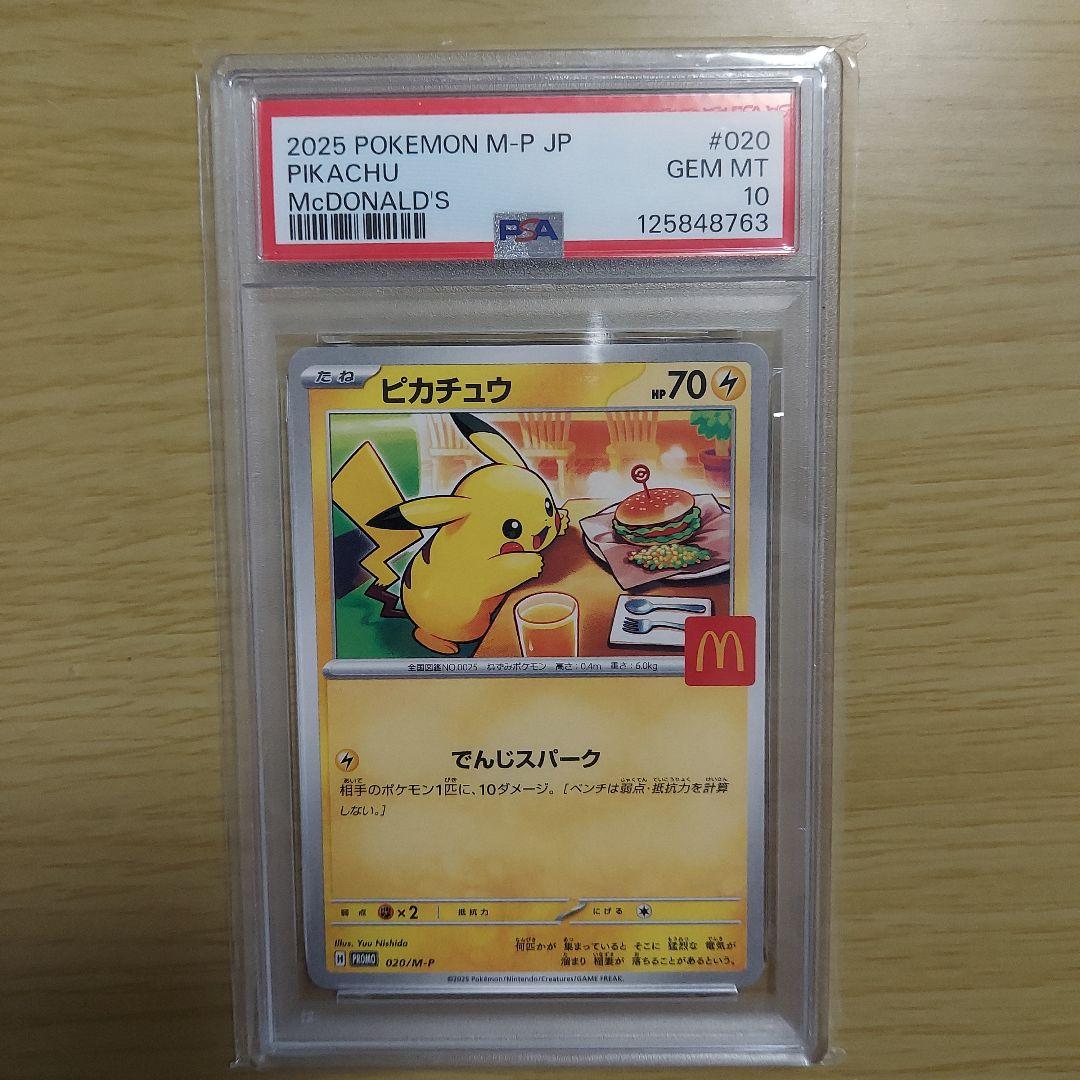 2025 POKEMON M-P JP #020
PIKACHU GEM MT
McDONALD'S 10
PSA 125848763
たね ピカチュウ HP70
全国図鑑NO.0025 ねずみポケモン 高さ:0.4m 重さ:6.0kg
でんじスパーク
相手のポケモン1匹に、10ダメージ。[ベンチは弱点・抵抗力を計算
しない。]
弱点 ×2 抵抗力 にげる
Illus. Yuu Nishida
何匹かが 集まっていると そこに 猛烈な 電気が
溜まり 稲妻が 落ちることがあるという。
PROMO 020/M-P
©2025 Pokémon/Nintendo/Creatures/GAME FREAK.